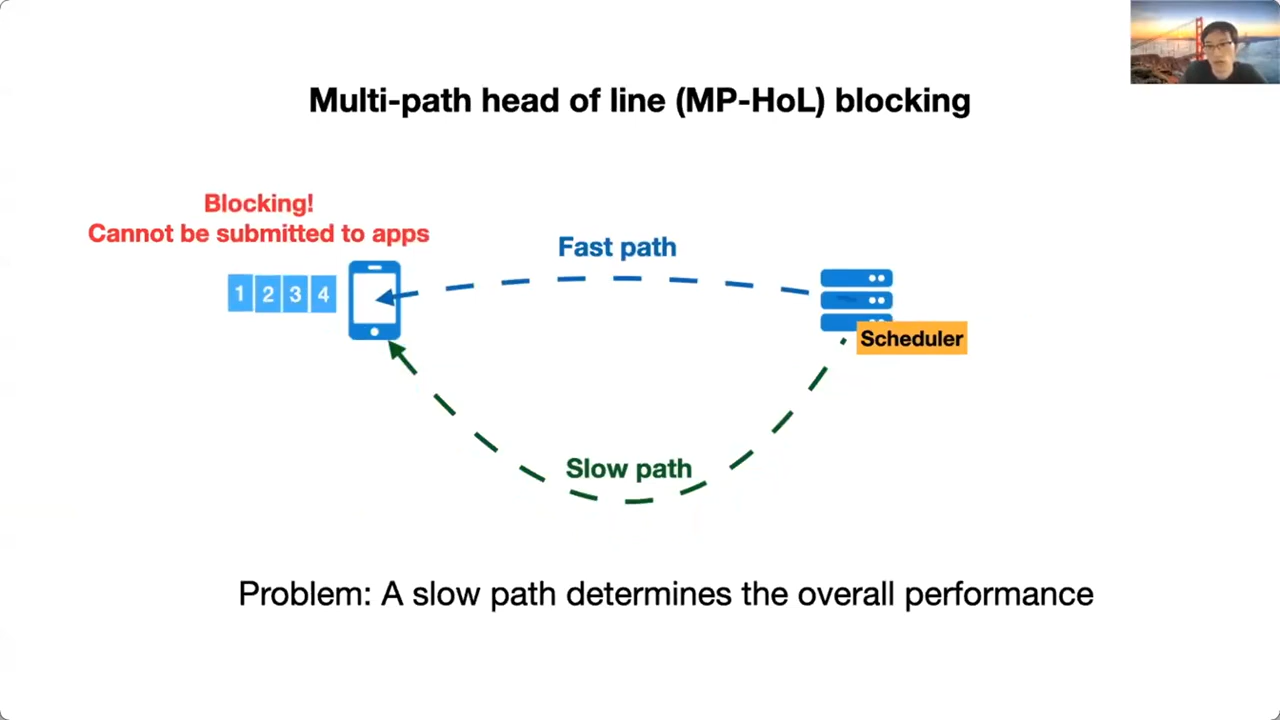 Multi-path head of line (MP-HoL) blocking
Blocking!
Cannot be submitted to apps
Fast path
1 2 3 4
Scheduler
Slow path
Problem: A slow path determines the overall performance